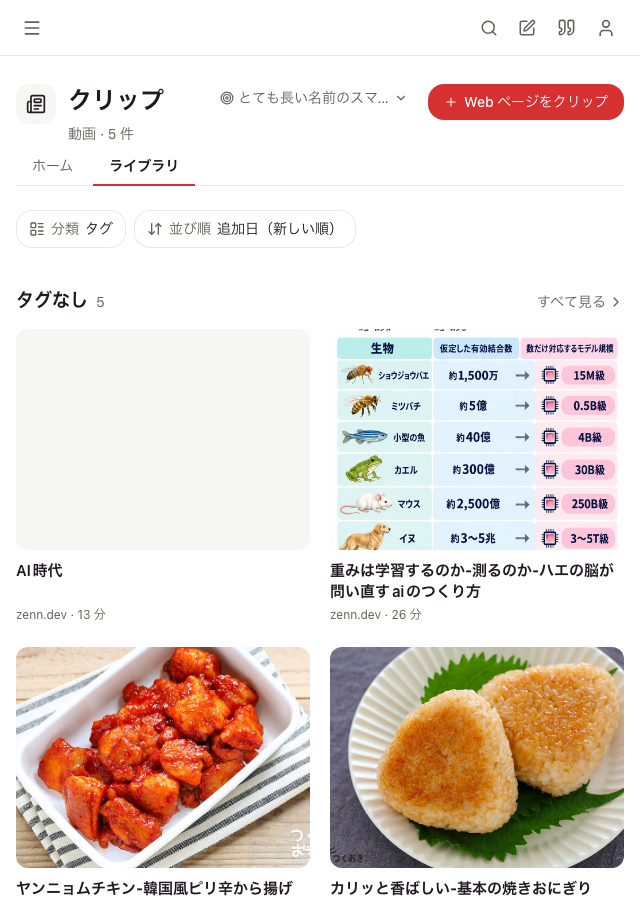 クリップ
とても長い名前のスマ...
Web ページをクリップ
動画 · 5 件
ホーム
ライブラリ
分類 タグ
並び順 追加日（新しい順）
タグなし 5
すべて見る
生物
仮定した有効結合数
数だけ対応するモデル規模
ショウジョウバエ
約1,500万
15M級
ミツバチ
約5億
0.5B級
小型の魚
約40億
4B級
カエル
約300億
30B級
マウス
約2,500億
250B級
イヌ
約3〜5兆
3〜5T級
AI 時代
zenn.dev · 13 分
重みは学習するのか-測るのか-ハエの脳が
問い直す ai のつくり方
zenn.dev · 26 分
つくおき
ヤンニョムチキン-韓国風ピリ辛から揚げ
カリッと香ばしい-基本の焼きおにぎり